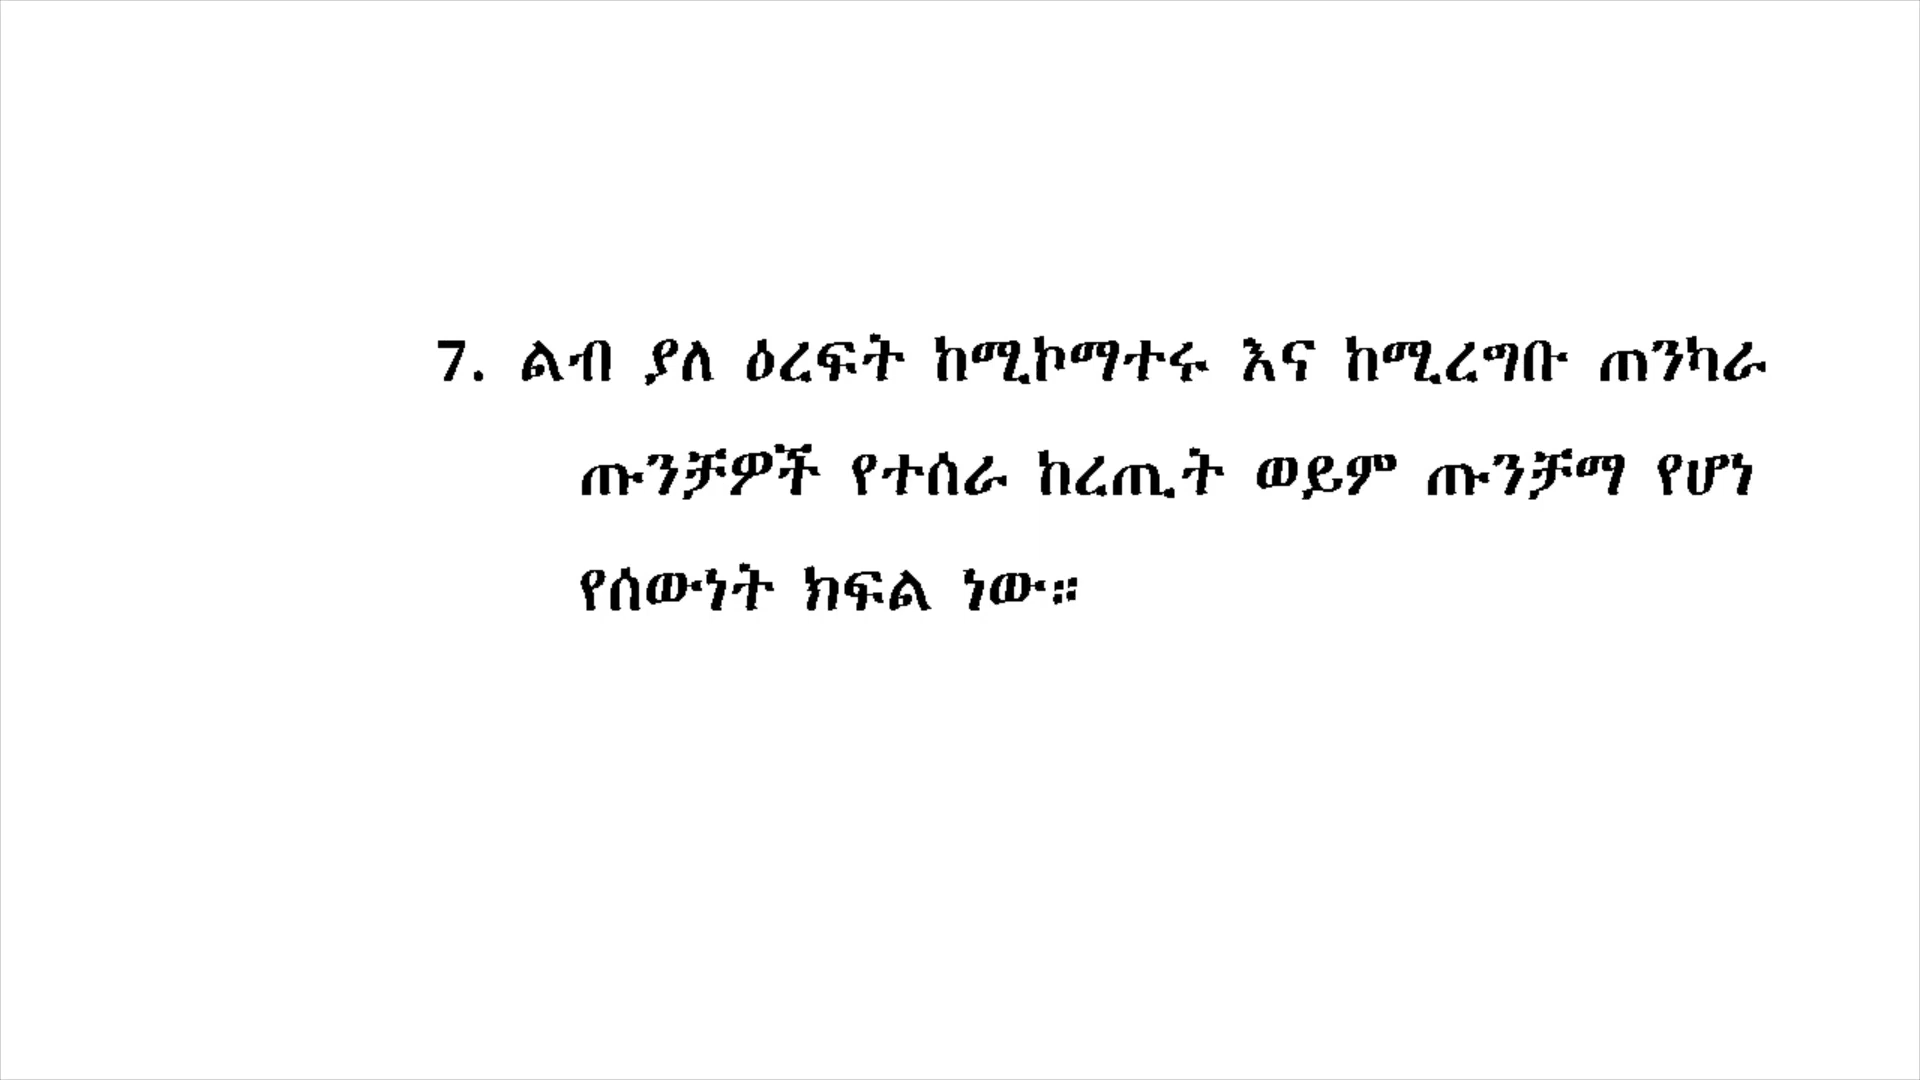 7. ልብ ያለ ዕረፍት ከሚኮማተሩ እና ከሚረግቡ ጠንካራ
ጡንቻዎች የተሰራ ከረጢት ወይም ጡንቻማ የሆነ
የሰውነት ክፍል ነው።